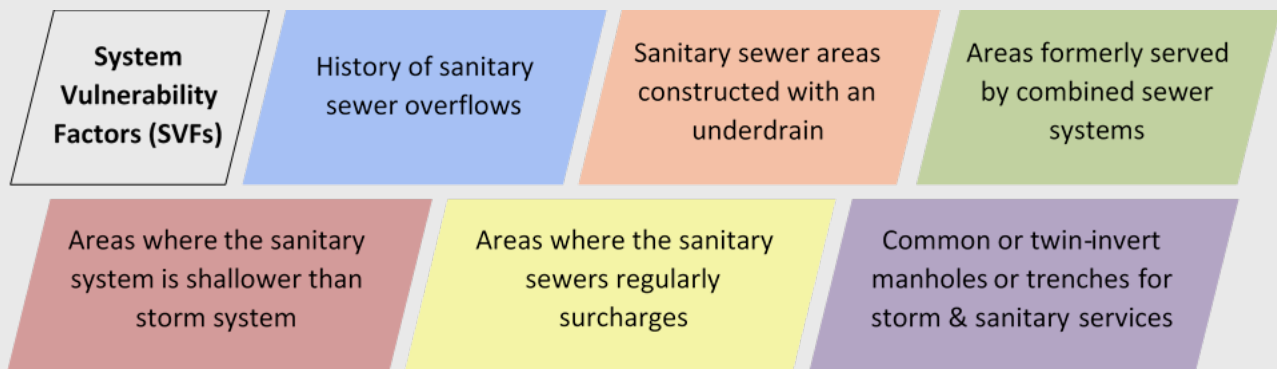 System
Vulnerability
Factors (SVFs)
History of sanitary
sewer overflows
Sanitary sewer areas
constructed with an
underdrain
Areas formerly served
by combined sewer
systems
Areas where the sanitary
system is shallower than
storm system
Areas where the sanitary
sewers regularly
surcharges
Common or twin-invert
manholes or trenches for
storm & sanitary services